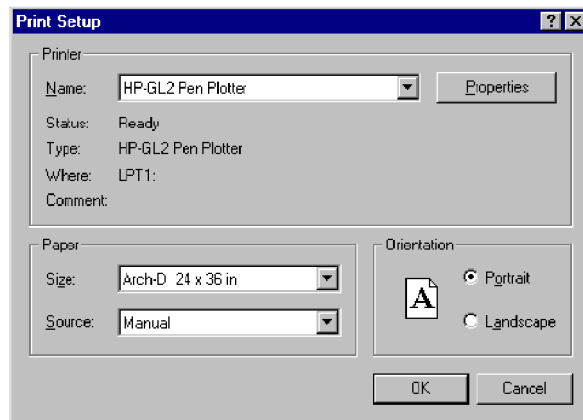 Print Setup
Printer
Name: HP-GL2 Pen Plotter Properties
Status: Ready
Type: HP-GL2 Pen Plotter
Where: LPT1:
Comment:
Paper
Size: Arch-D 24 x 36 in
Source: Manual
Orientation
A
Portrait
Landscape
OK Cancel